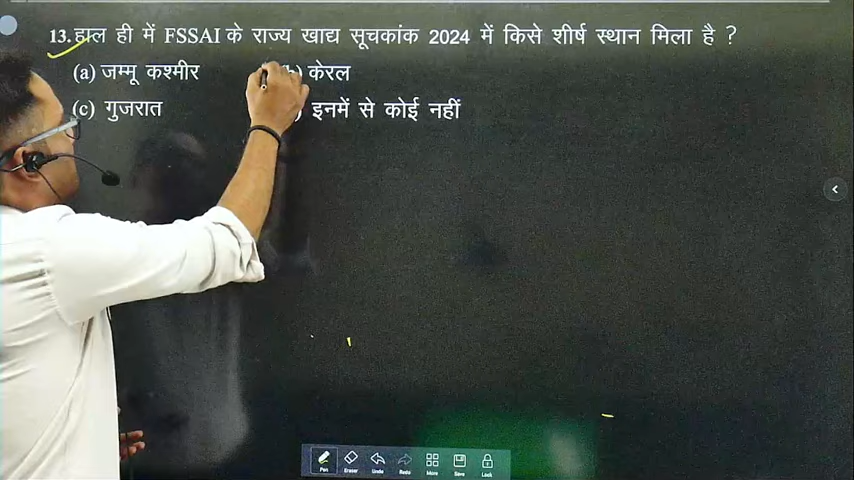 13. हाल ही में FSSAI के राज्य खाद्य सूचकांक 2024 में किसे शीर्ष स्थान मिला है ?
(a) जम्मू कश्मीर (b) केरल
(c) गुजरात ) इनमें से कोई नहीं
Pen Eraser Undo Redo More Save Lock